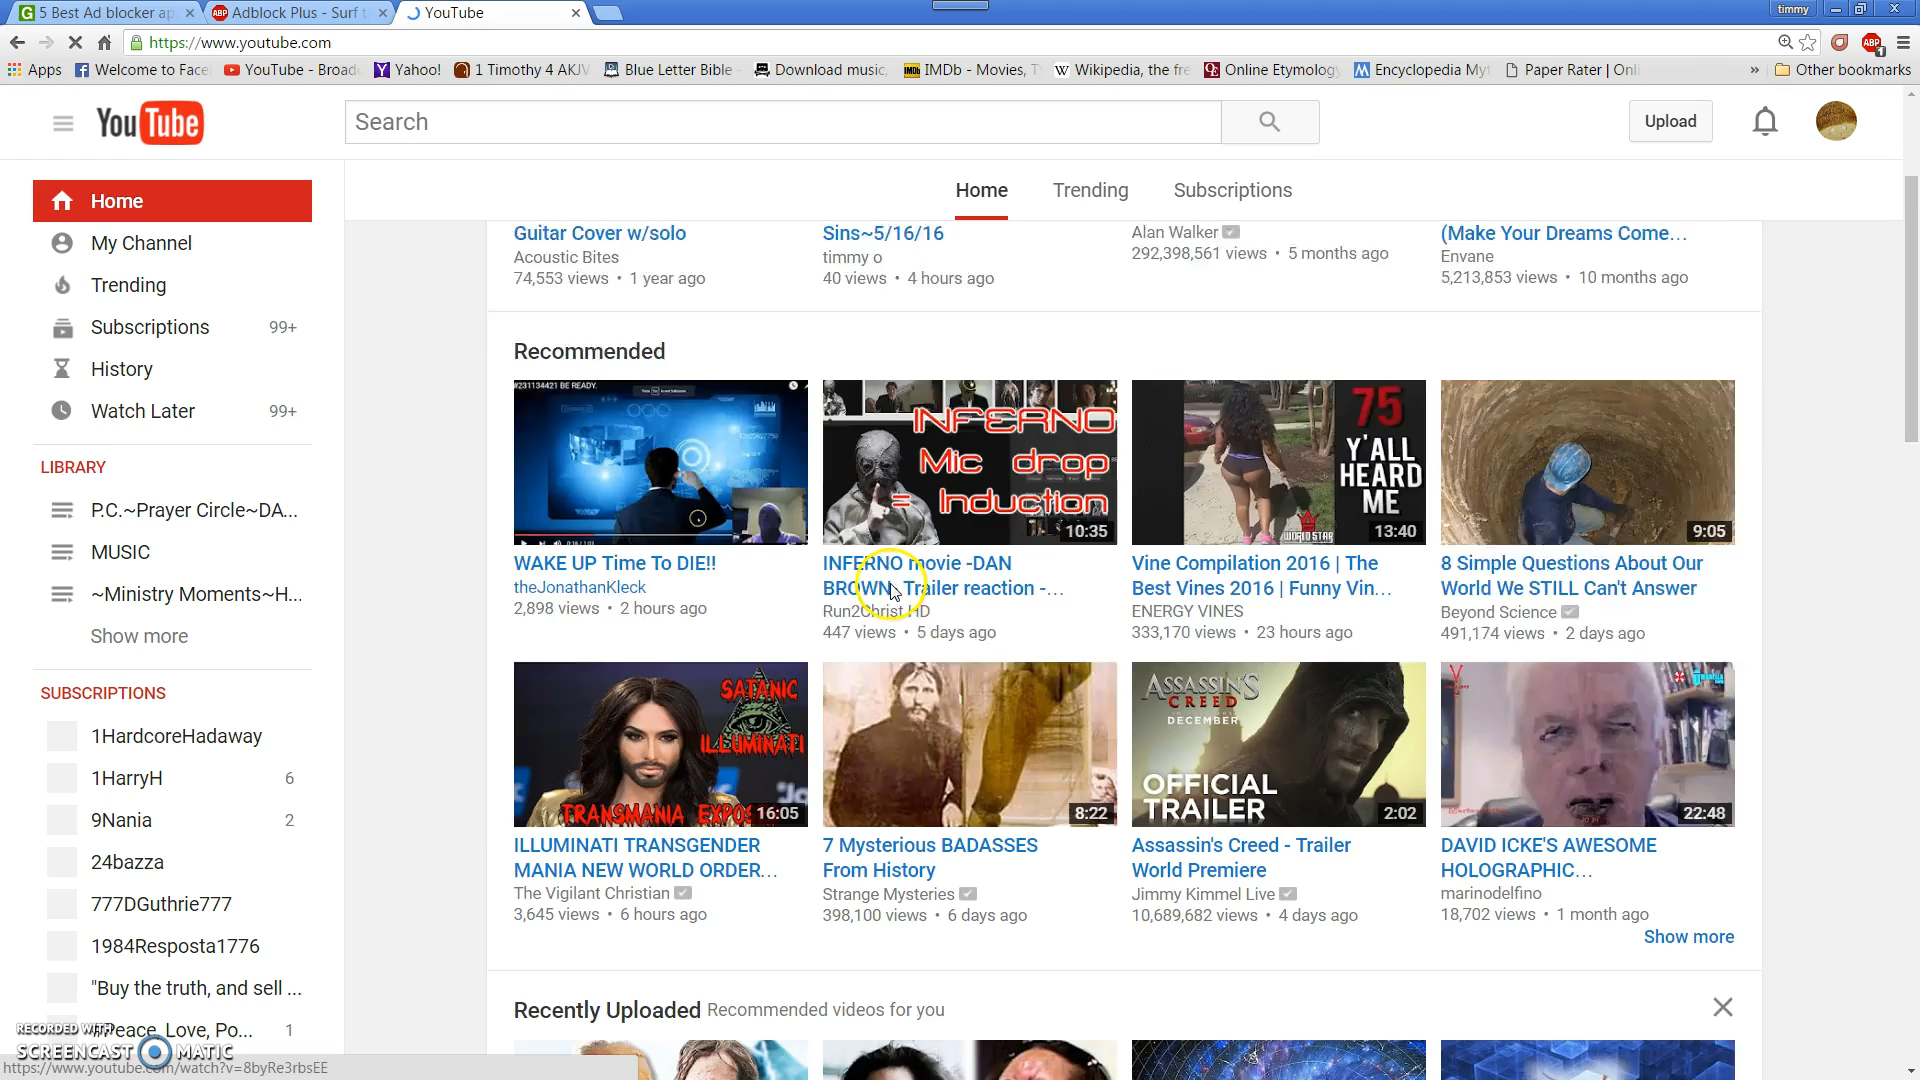 5 Best Ad blocker ap
Adblock Plus - Surf t
YouTube
timmy
https://www.youtube.com
ABP
1
Apps
Welcome to Face
YouTube - Broad
Yahoo!
1 Timothy 4 AKJV
Blue Letter Bible
Download music,
IMDb - Movies, T
Wikipedia, the fre
Online Etymolog
Encyclopedia Myt
Paper Rater | Onli
»
Other bookmarks
YouTube
Search
Upload
Home
Trending
Subscriptions
Home
My Channel
Trending
Subscriptions 99+
History
Watch Later 99+
LIBRARY
P.C.~Prayer Circle~DA...
MUSIC
~Ministry Moments~H...
Show more
SUBSCRIPTIONS
1HardcoreHadaway
1HarryH 6
9Nania 2
24bazza
777DGuthrie777
1984Resposta1776
"Buy the truth, and sell ...
#Peace, Love, Po... 1
RECORDED WITH
SCREENCAST MATIC
https://www.youtube.com/watch?v=8byRe3rbsEE
Guitar Cover w/solo
Acoustic Bites
74,553 views • 1 year ago
Sins~5/16/16
timmy o
40 views • 4 hours ago
Alan Walker
292,398,561 views • 5 months ago
(Make Your Dreams Come...
Envane
5,213,853 views • 10 months ago
Recommended
#231134421 BE READY.
WAKE UP Time To DIE!!
theJonathanKleck
2,898 views • 2 hours ago
INFERNO
Mic drop
= Induction
10:35
INFERNO movie -DAN
BROWN- Trailer reaction -...
Run2Christ HD
447 views • 5 days ago
75
Y'ALL
HEARD
ME
WORLD STAR
13:40
Vine Compilation 2016 | The
Best Vines 2016 | Funny Vin...
ENERGY VINES
333,170 views • 23 hours ago
9:05
8 Simple Questions About Our
World We STILL Can't Answer
Beyond Science
491,174 views • 2 days ago
SATANIC
ILLUMINATI
TRANSMANIA EXPOS
16:05
ILLUMINATI TRANSGENDER
MANIA NEW WORLD ORDER...
The Vigilant Christian
3,645 views • 6 hours ago
8:22
7 Mysterious BADASSES
From History
Strange Mysteries
398,100 views • 6 days ago
ASSASSIN'S
CREED
DECEMBER
OFFICIAL
TRAILER
2:02
Assassin's Creed - Trailer
World Premiere
Jimmy Kimmel Live
10,689,682 views • 4 days ago
22:48
DAVID ICKE'S AWESOME
HOLOGRAPHIC...
marinodelfino
18,702 views • 1 month ago
Show more
Recently Uploaded Recommended videos for you